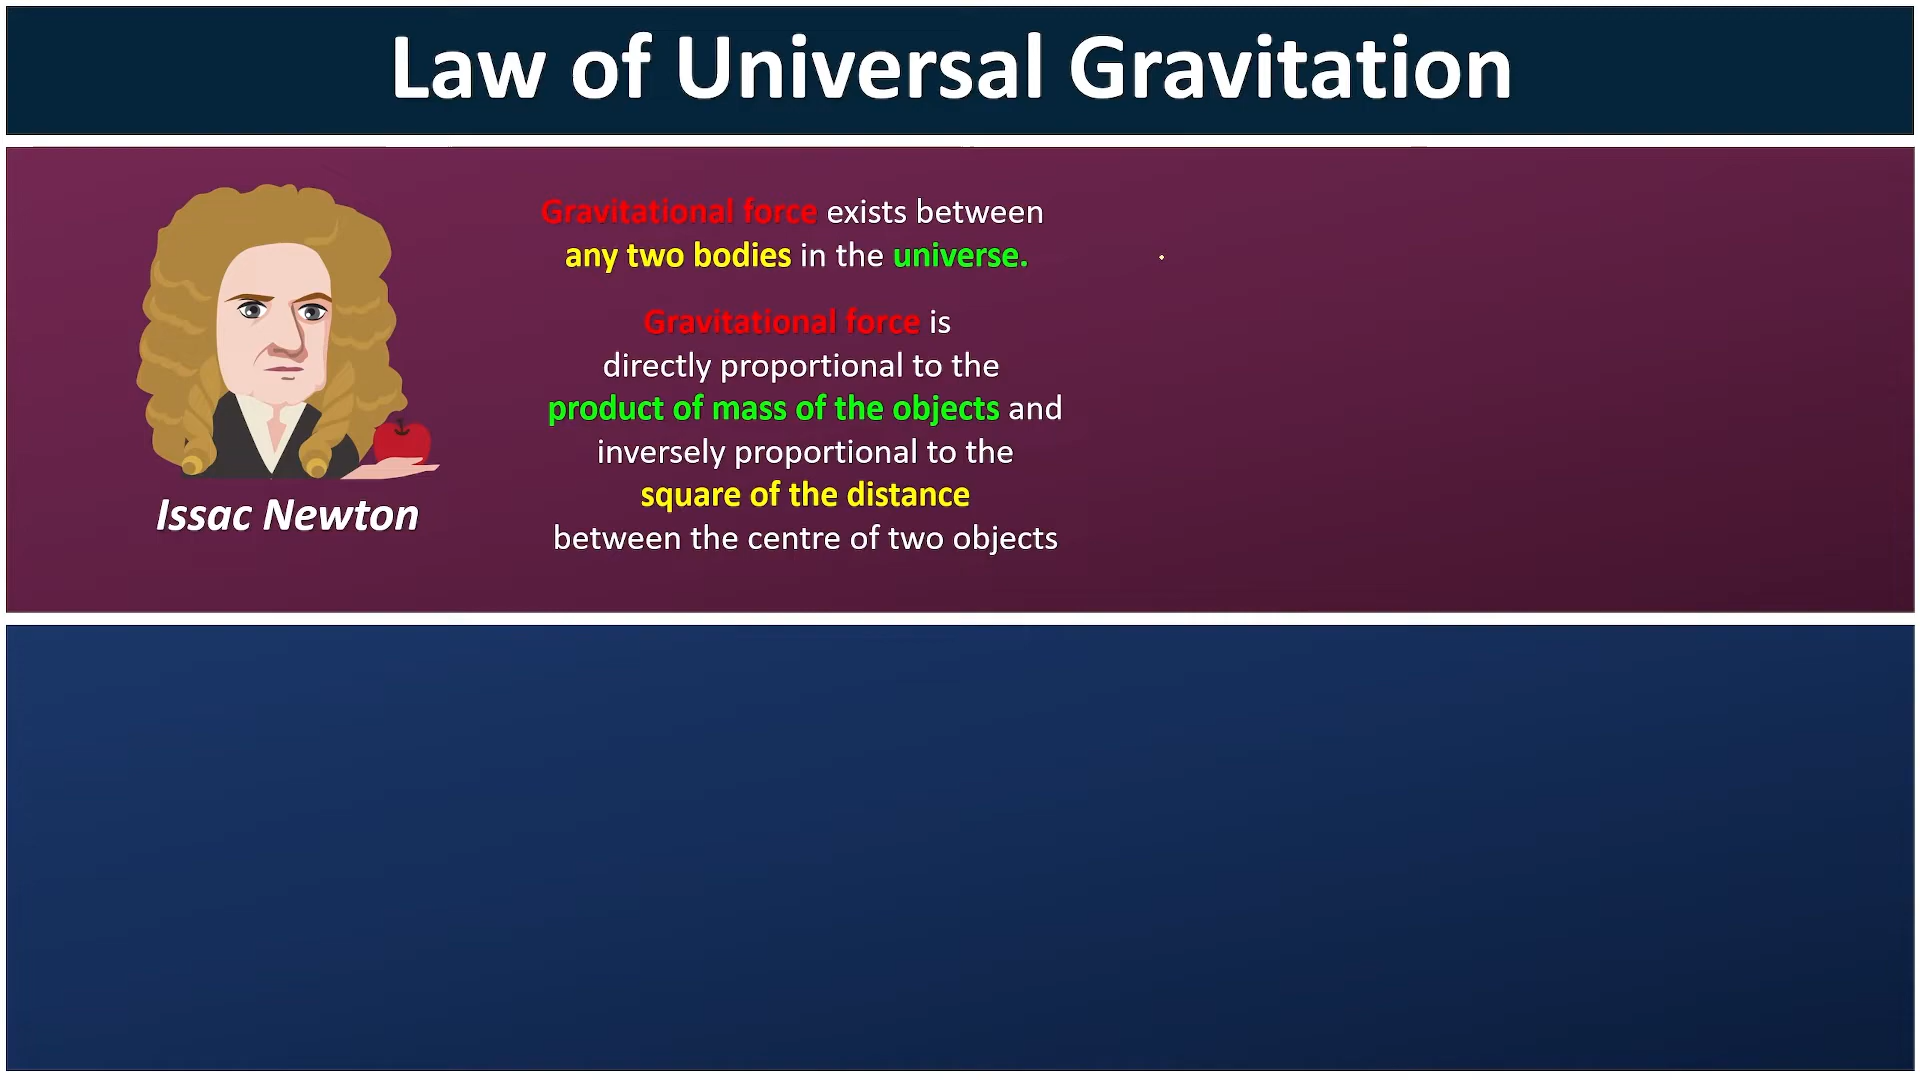 Law of Universal Gravitation
Gravitational force exists between
any two bodies in the universe.
Gravitational force is
directly proportional to the
product of mass of the objects and
inversely proportional to the
square of the distance
between the centre of two objects
Issac Newton